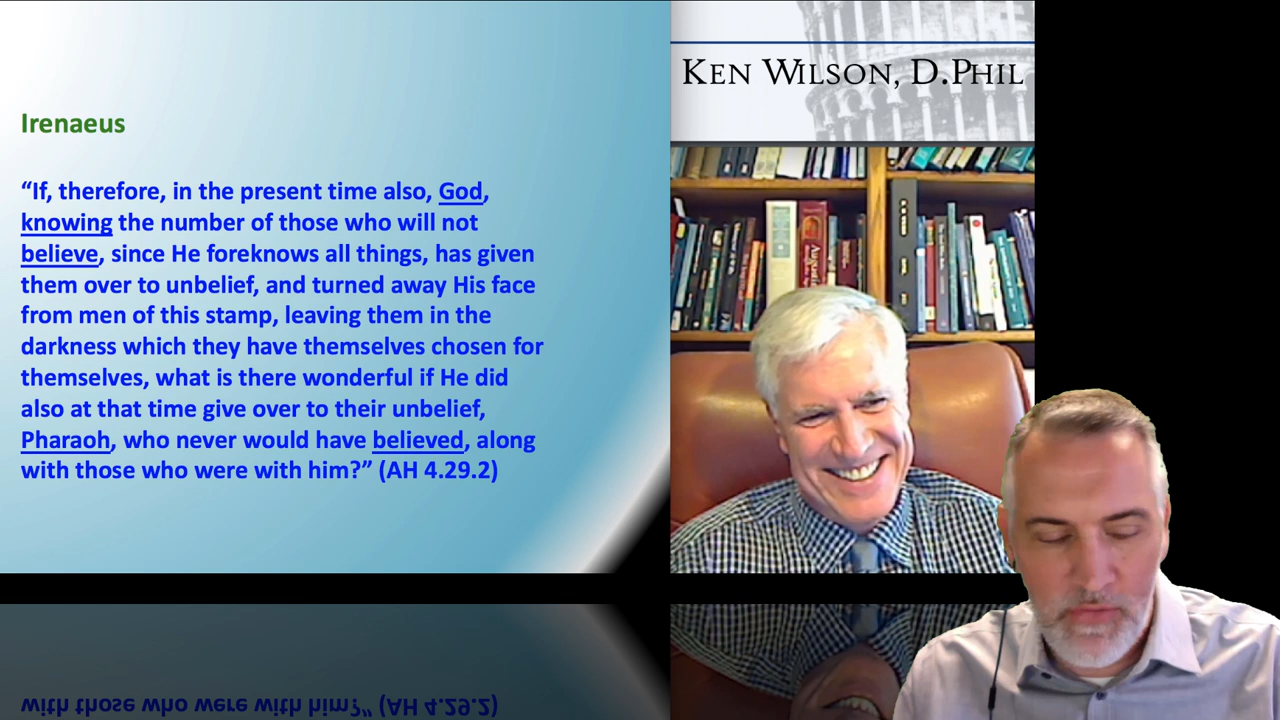 KEN WILSON, D.PHIL
Irenaeus
“If, therefore, in the present time also, God,
knowing the number of those who will not
believe, since He foreknows all things, has given
them over to unbelief, and turned away His face
from men of this stamp, leaving them in the
darkness which they have themselves chosen for
themselves, what is there wonderful if He did
also at that time give over to their unbelief,
Pharaoh, who never would have believed, along
with those who were with him?” (AH 4.29.2)
with those who were with him?” (AH 4.29.2)